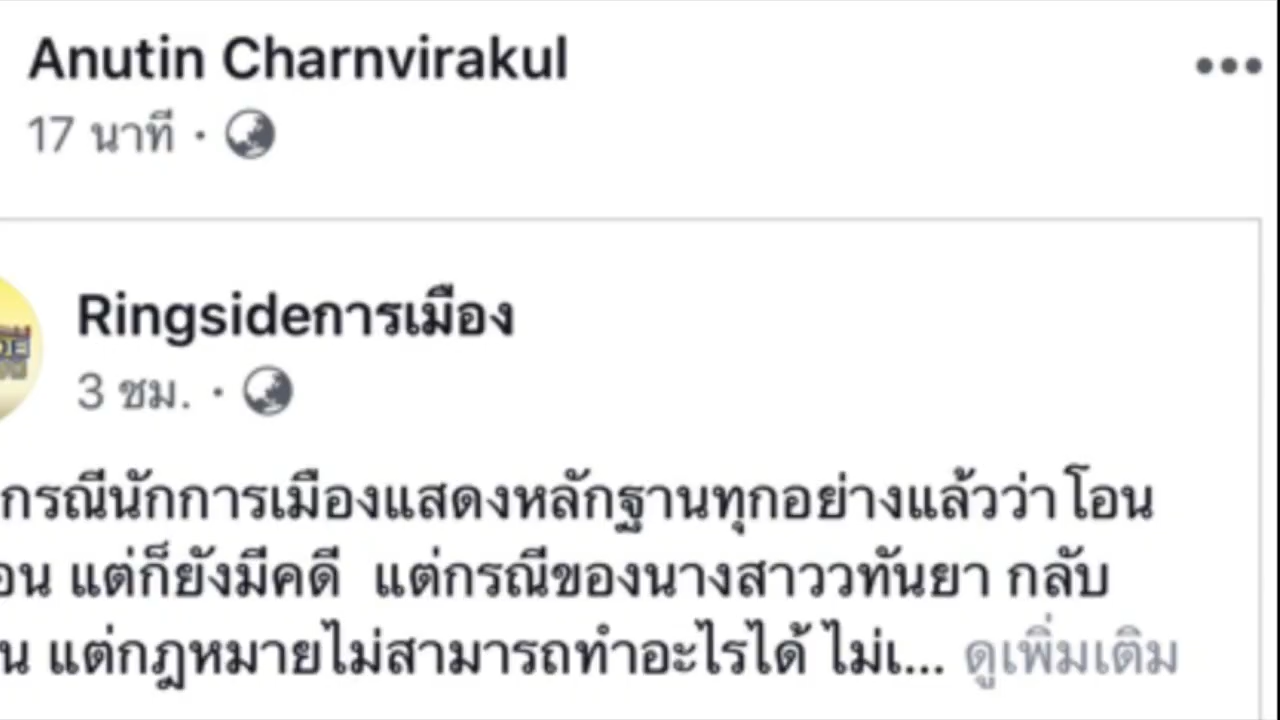 Anutin Charnvirakul
17 นาที ·
Ringsideการเมือง
3 ชม. ·
กรณีนักการเมืองแสดงหลักฐานทุกอย่างแล้วว่าโอน
แต่ก็ยังมีคดี แต่กรณีของนางสาววทันยา กลับ
แต่กฎหมายไม่สามารถทำอะไรได้ ไม่เ... ดูเพิ่มเติม